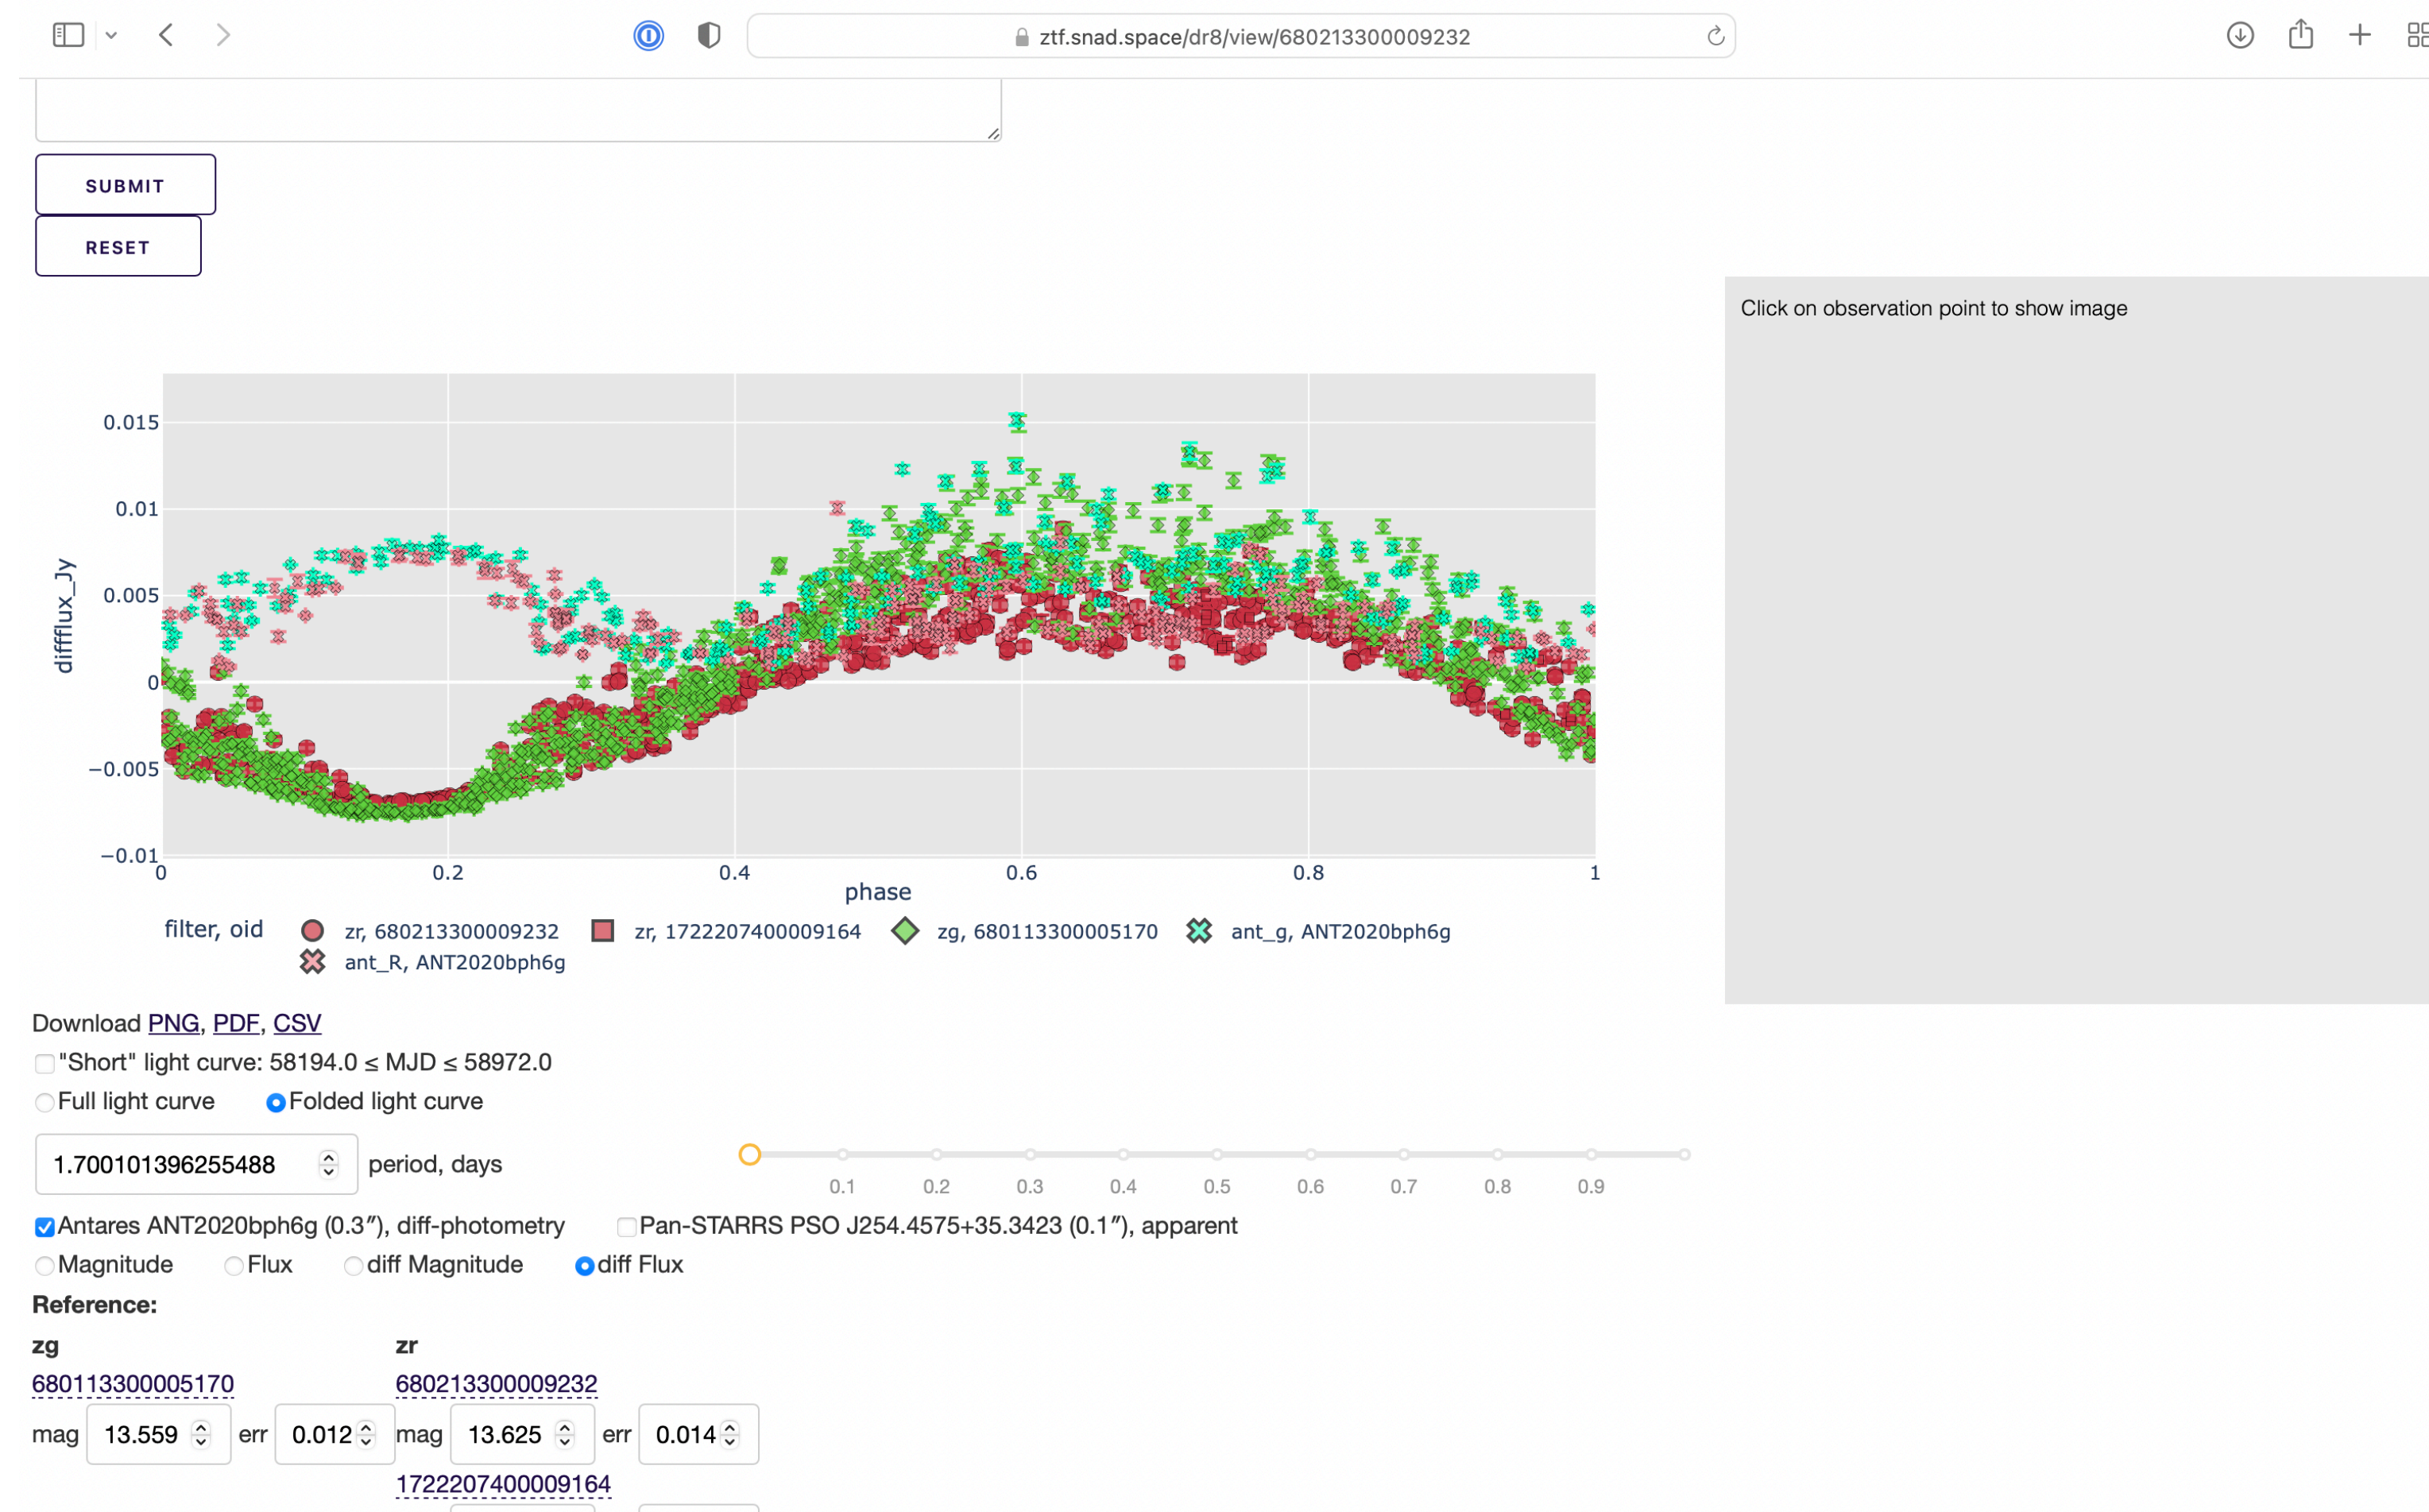 ztf.snad.space/dr8/view/680213300009232
SUBMIT
RESET
Click on observation point to show image
0.015
0.01
0.005
0
−0.005
−0.01
diffflux_Jy
0 0.2 0.4 0.6 0.8 1
phase
filter, oid zr, 680213300009232 zr, 1722207400009164 zg, 680113300005170 ant_g, ANT2020bph6g
ant_R, ANT2020bph6g
Download PNG, PDF, CSV
"Short" light curve: 58194.0 ≤ MJD ≤ 58972.0
Full light curve Folded light curve
1.700101396255488 period, days
0.1 0.2 0.3 0.4 0.5 0.6 0.7 0.8 0.9
Antares ANT2020bph6g (0.3″), diff-photometry Pan-STARRS PSO J254.4575+35.3423 (0.1″), apparent
Magnitude Flux diff Magnitude diff Flux
Reference:
zg zr
680113300005170 680213300009232
mag 13.559 err 0.012 mag 13.625 err 0.014
1722207400009164